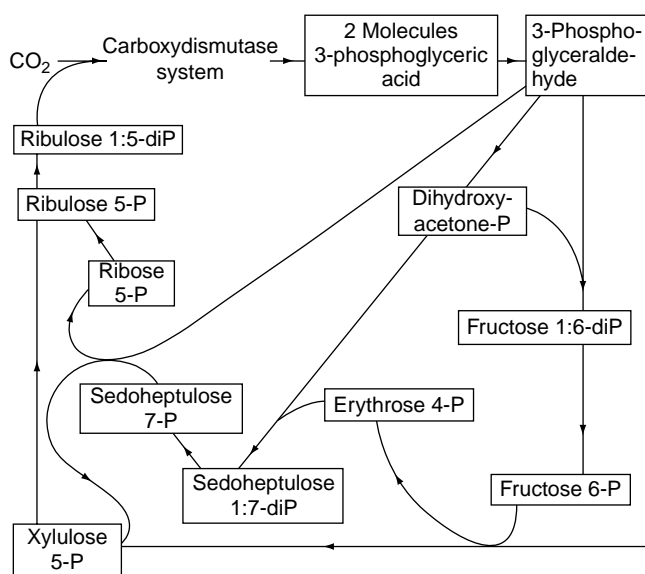 CO2
Carboxydismutase
system
2 Molecules
3-phosphoglyceric
acid
3-Phospho-
glyceralde-
hyde
Ribulose 1:5-diP
Ribulose 5-P
Dihydroxy-
acetone-P
Ribose
5-P
Fructose 1:6-diP
Sedoheptulose
7-P
Erythrose 4-P
Sedoheptulose
1:7-diP
Fructose 6-P
Xylulose
5-P